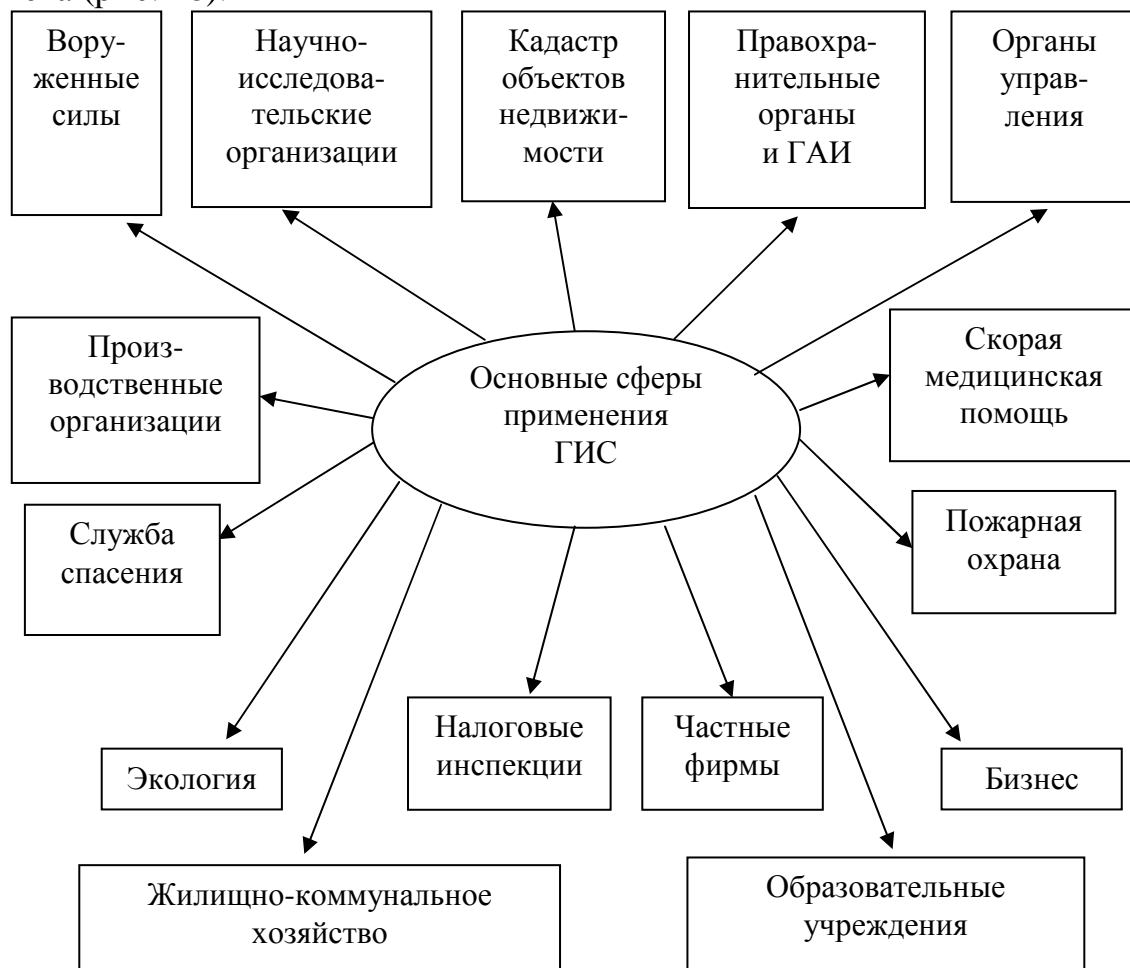 Вору-
женные
силы
Научно-
исследова-
тельские
организации
Кадастр
объектов
недвижи-
мости
Правохра-
нительные
органы
и ГАИ
Органы
управ-
ления
Произ-
водственные
организации
Основные сферы
применения
ГИС
Скорая
медицинская
помощь
Служба
спасения
Пожарная
охрана
Экология
Налоговые
инспекции
Частные
фирмы
Бизнес
Жилищно-коммунальное
хозяйство
Образовательные
учреждения